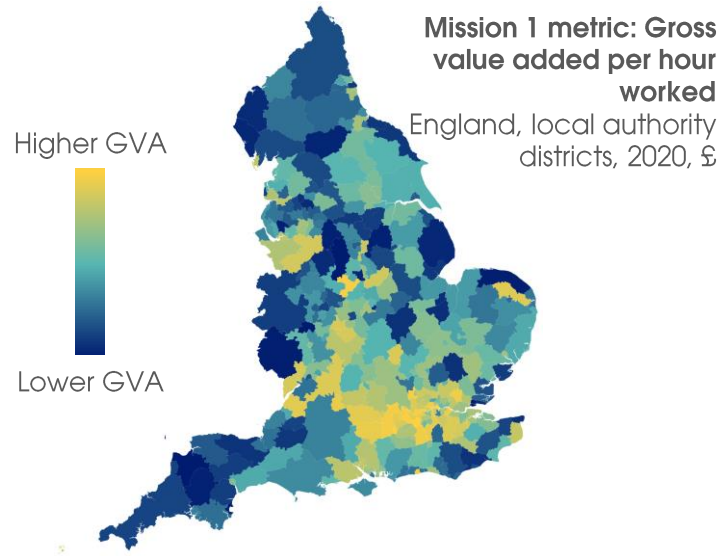 Mission 1 metric: Gross
value added per hour
worked
England, local authority
districts, 2020, £
Higher GVA
Lower GVA